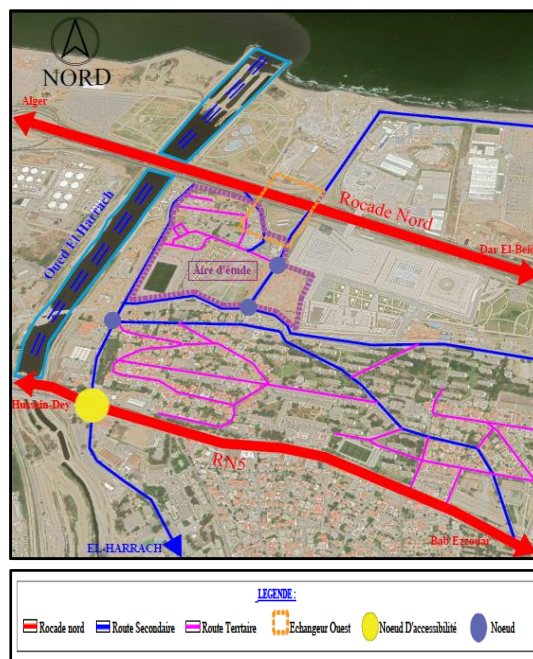 NORD
Alger
Rocade Nord
Dar El-Beida
Oued El-Harrach
Aire d'étude
Hussein-Dey
RN5
Bab Ezzouar
EL-HARRACH
LEGENDE :
Rocade nord Route Secondaire Route Terrtaire Echangeur Ouest Noeud D'accessibilité Noeud